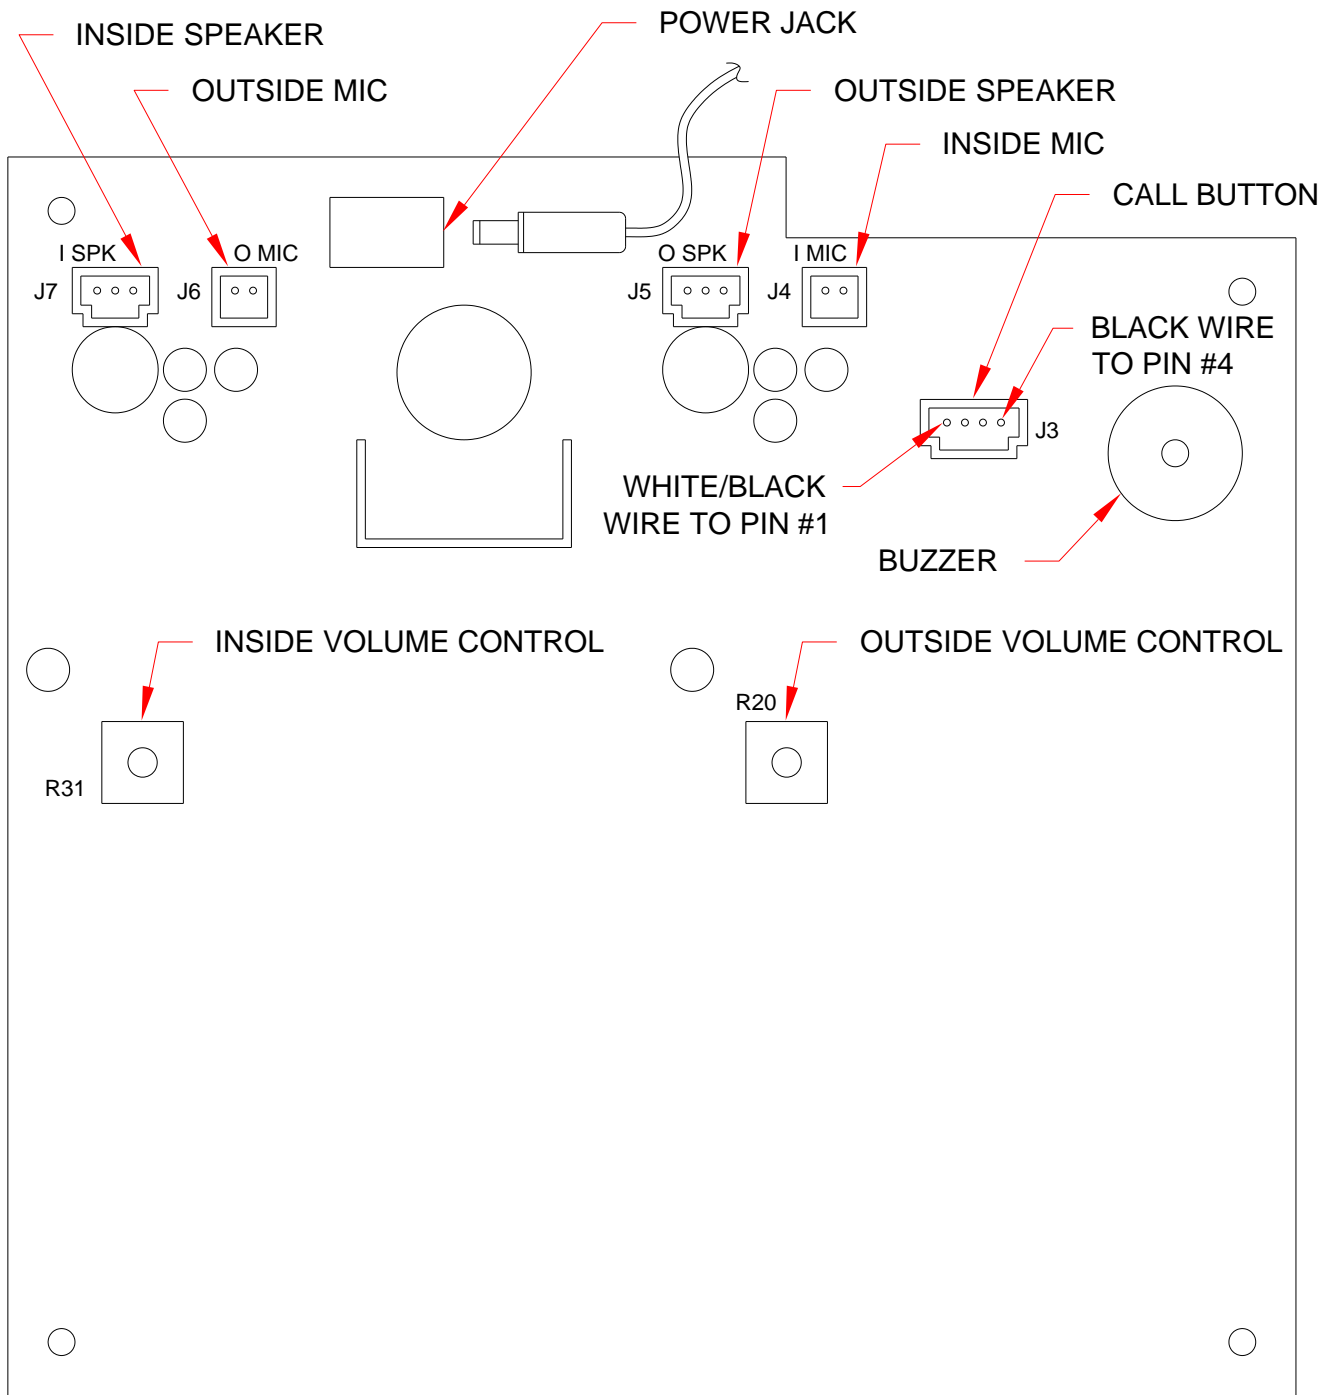 POWER JACK
INSIDE SPEAKER
OUTSIDE MIC
OUTSIDE SPEAKER
INSIDE MIC
CALL BUTTON
I SPK
O MIC
O SPK
I MIC
J7
J6
J5
J4
BLACK WIRE
TO PIN #4
J3
WHITE/BLACK
WIRE TO PIN #1
BUZZER
INSIDE VOLUME CONTROL
OUTSIDE VOLUME CONTROL
R20
R31